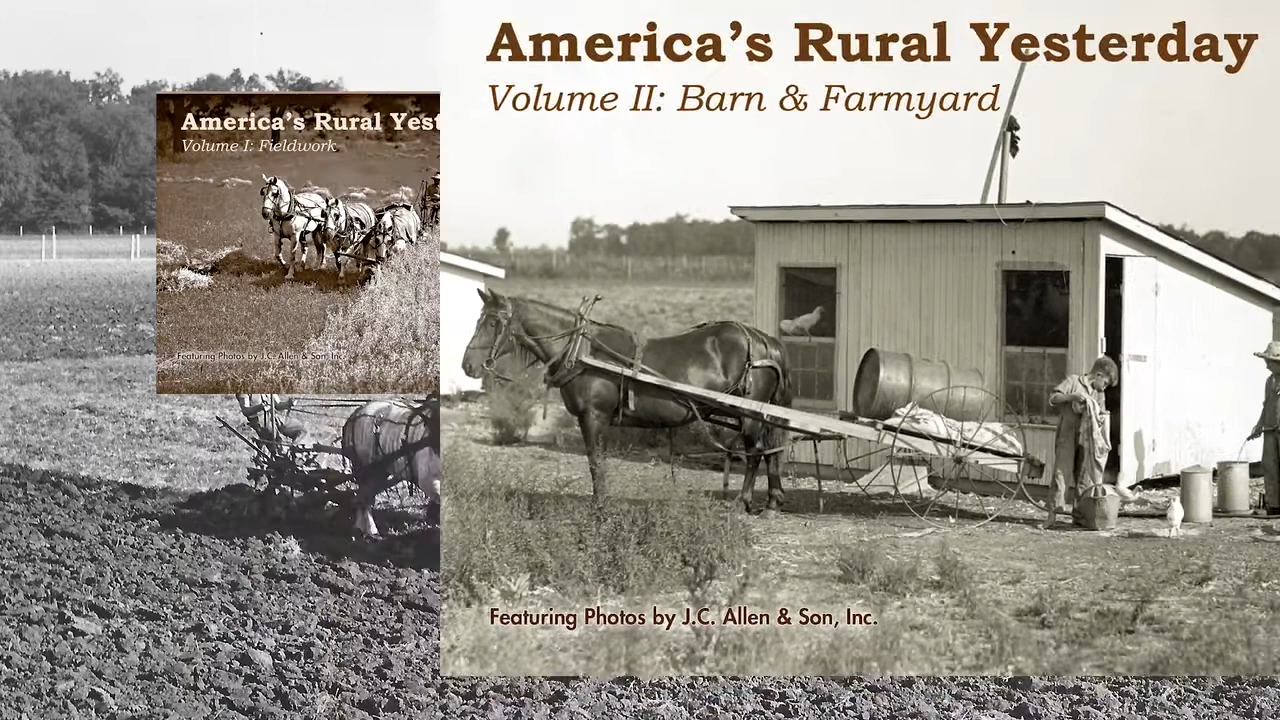 America's Rural Yest
Volume I: Fieldwork
Featuring Photos by J.C. Allen & Son, Inc.
America's Rural Yesterday
Volume II: Barn & Farmyard
Featuring Photos by J.C. Allen & Son, Inc.